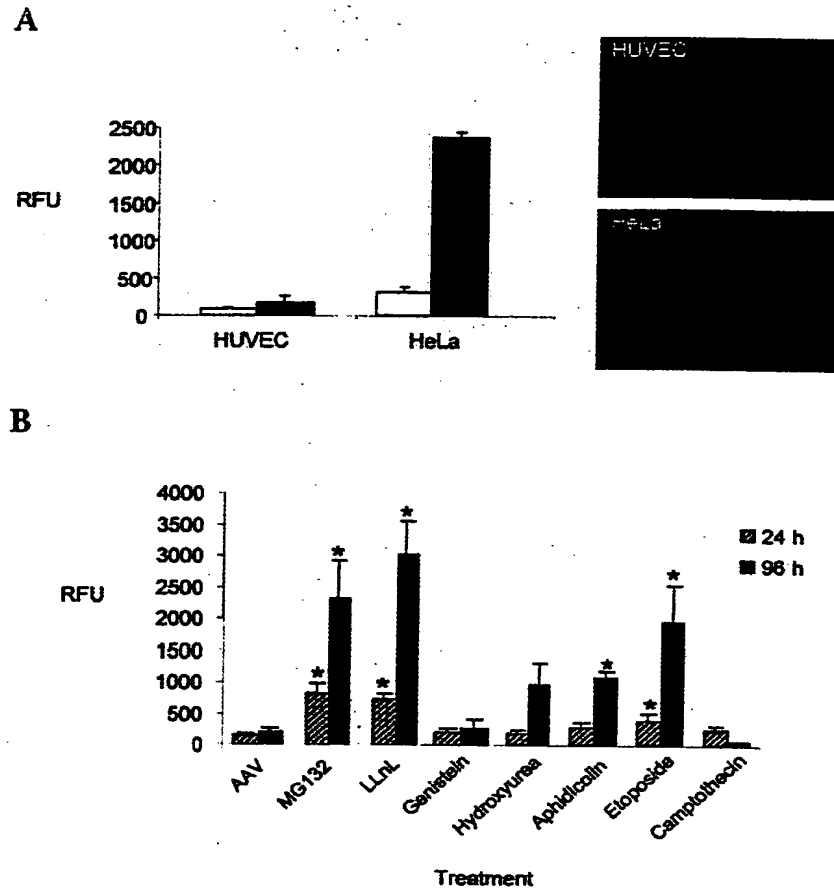 A
HUVEC
2500
2000
RFU
1500
1000
500
0
HUVEC HeLa
HeLa
B
4000
3500
3000
RFU
2500
2000
1500
1000
500
0
* * * * * * *
24 h
96 h
AAV
MG132
LLnL
Genistein
Hydroxyurea
Aphidicolin
Etoposide
Camptothecin
Treatment